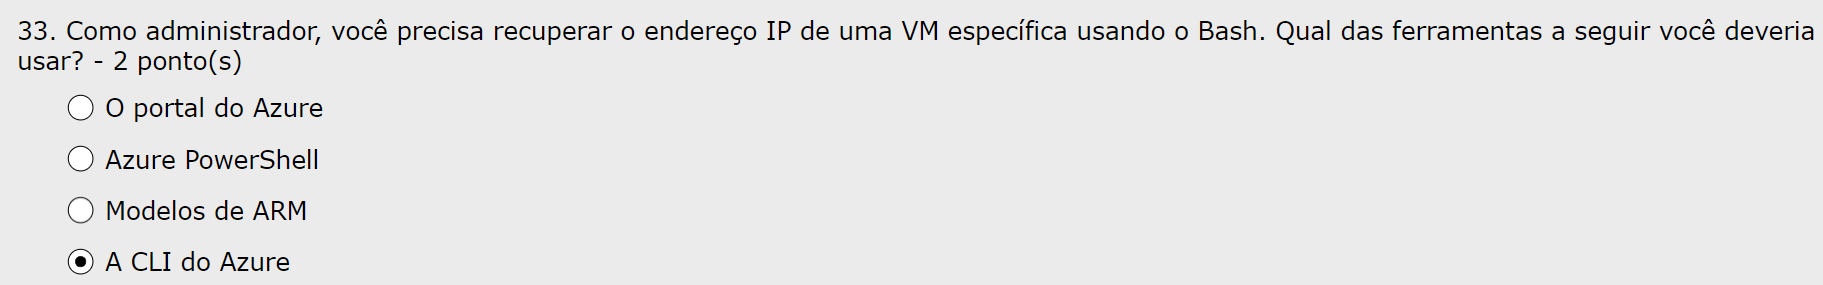 33. Como administrador, você precisa recuperar o endereço IP de uma VM específica usando o Bash. Qual das ferramentas a seguir você deveria
usar? - 2 ponto(s)
O portal do Azure
Azure PowerShell
Modelos de ARM
A CLI do Azure